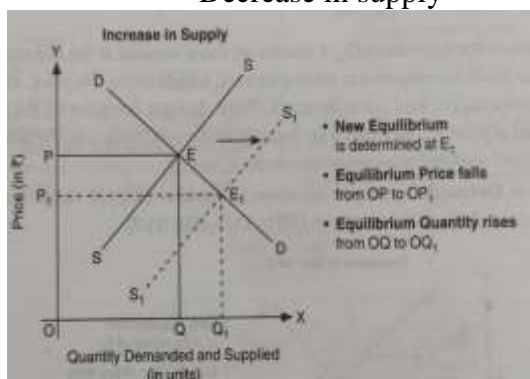 Decrease in supply
Increase in Supply
Y
D
S
S1
P
E
P1
E1
Price (in ₹)
S
D
S1
O
Q
Q1
X
Quantity Demanded and Supplied
(in units)
• New Equilibrium
is determined at E1
• Equilibrium Price falls
from OP to OP1
• Equilibrium Quantity rises
from OQ to OQ1